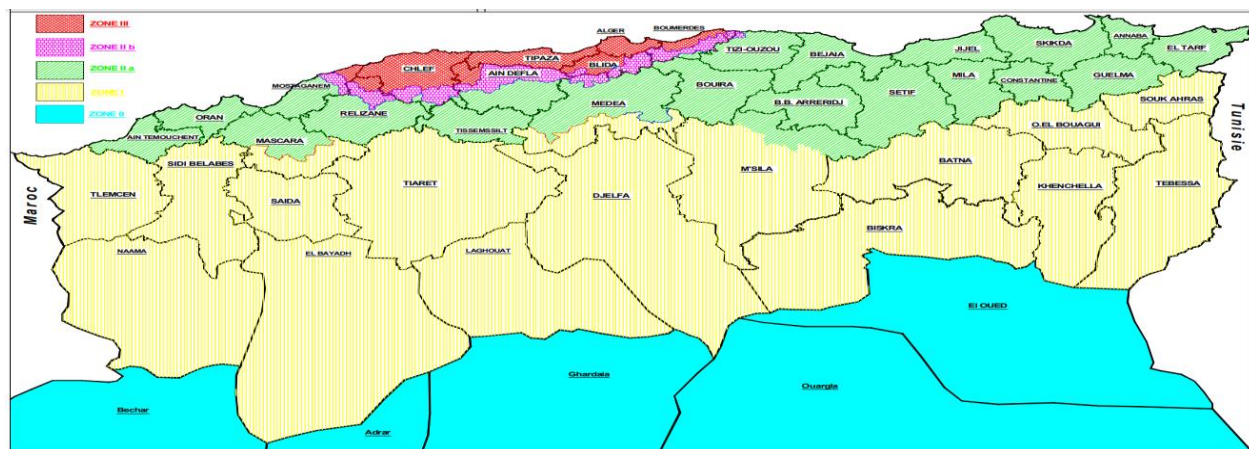 ZONE III
ZONE II b
ZONE II a
ZONE I
ZONE 0
ALGER
BOUMERDES
TIPAZA
CHLEF
BLIDA
AIN DEFLA
TIZI-OUZOU
BEJAIA
JIJEL
SKIKDA
ANNABA
EL TARF
MOSTAGANEM
ORAN
RELIZANE
MEDEA
BOUIRA
B.B. ARRERIDJ
SETIF
MILA
CONSTANTINE
GUELMA
SOUK AHRAS
AIN TEMOUCHENT
MASCARA
TISSEMSSILT
O.EL BOUAGUI
Tunisie
Maroc
TLEMCEN
SIDI BELABES
SAIDA
TIARET
DJELFA
M'SILA
BATNA
KHENCHELLA
TEBESSA
NAAMA
EL BAYADH
LAGHOUAT
BISKRA
El OUED
Bechar
Adrar
Ghardaia
Ouargla